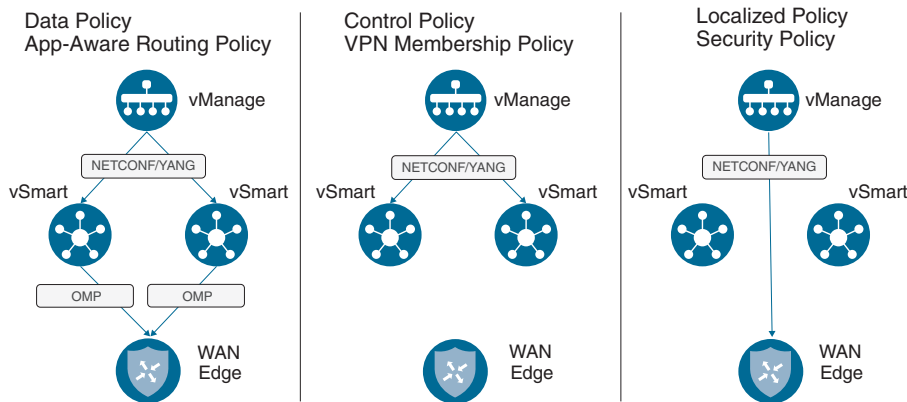 Data Policy
App-Aware Routing Policy
vManage
NETCONF/YANG
vSmart
vSmart
OMP
OMP
WAN
Edge
Control Policy
VPN Membership Policy
vManage
NETCONF/YANG
vSmart
vSmart
WAN
Edge
Localized Policy
Security Policy
vManage
NETCONF/YANG
vSmart
vSmart
WAN
Edge